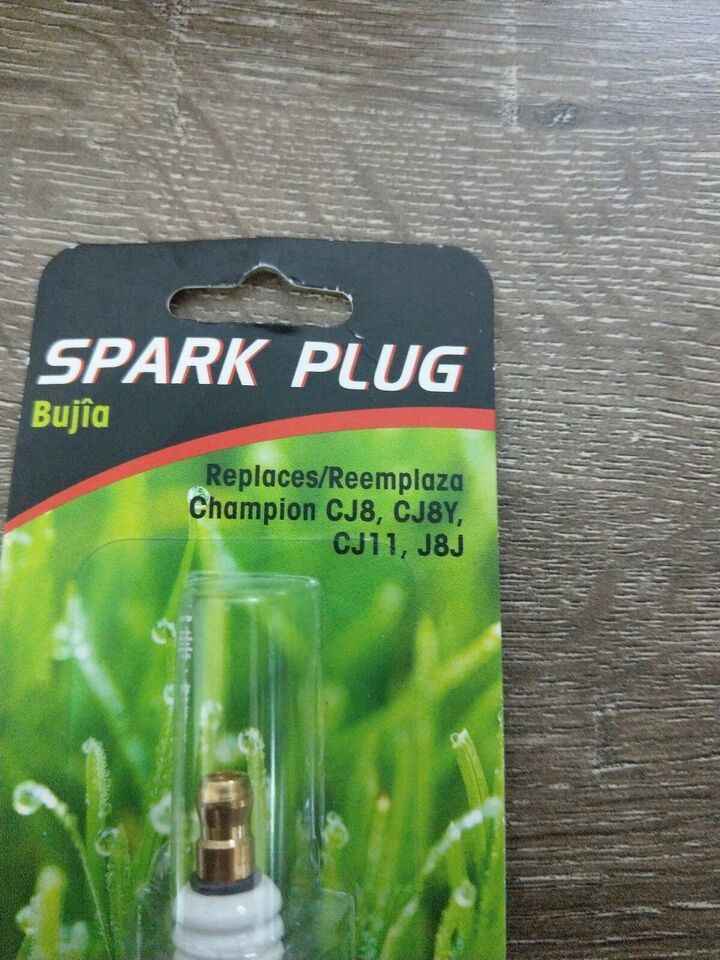 SPARK PLUG
Bujîa
Replaces/Reemplaza
Champion CJ8, CJ8Y,
CJ11, J8J